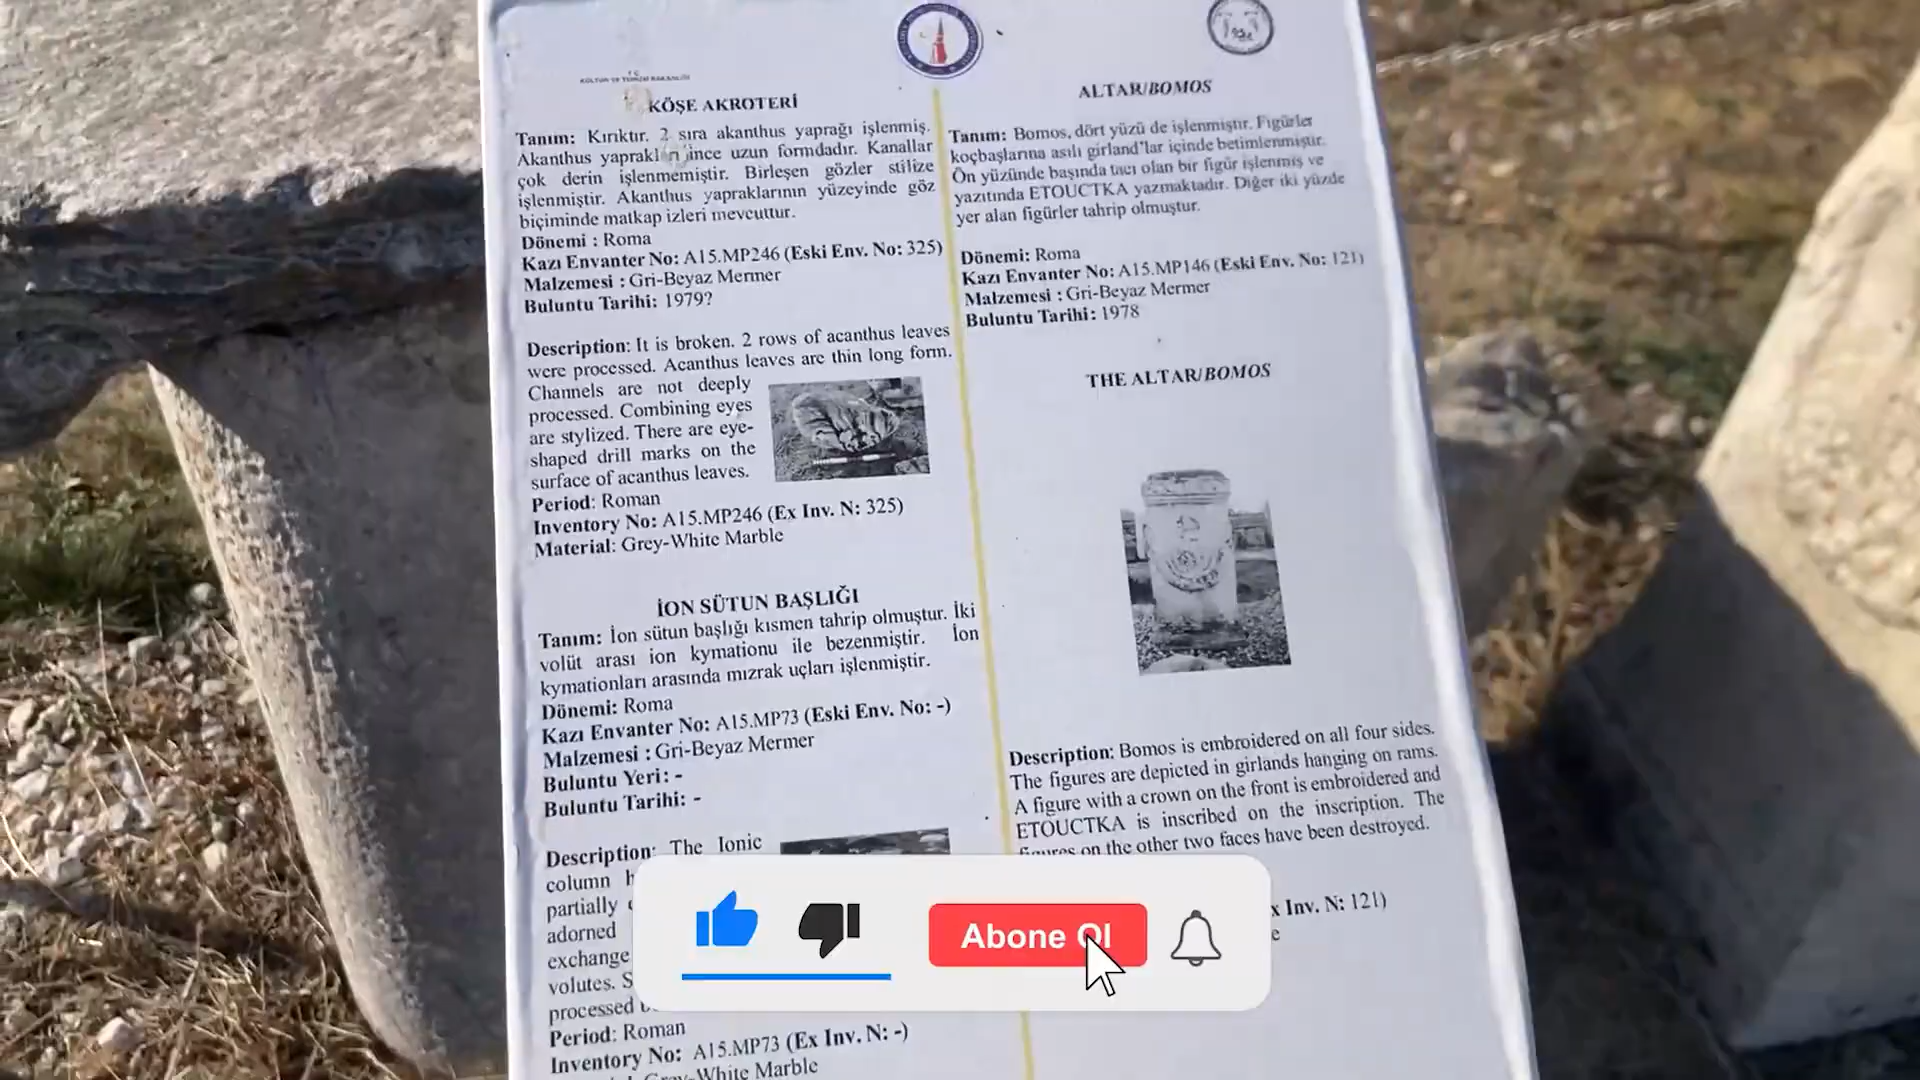 T.C.
KÜLTÜR VE TURİZM BAKANLIĞI
KÖŞE AKROTERİ
Tanım: Kırıktır. 2 sıra akanthus yaprağı işlenmiş.
Akanthus yaprakları ince uzun formdadır. Kanallar
çok derin işlenmemiştir. Birleşen gözler stilize
işlenmiştir. Akanthus yapraklarının yüzeyinde göz
biçiminde matkap izleri mevcuttur.
Dönemi : Roma
Kazı Envanter No: A15.MP246 (Eski Env. No: 325)
Malzemesi : Gri-Beyaz Mermer
Buluntu Tarihi: 1979?
Description: It is broken. 2 rows of acanthus leaves
were processed. Acanthus leaves are thin long form.
Channels are not deeply
processed. Combining eyes
are stylized. There are eye-
shaped drill marks on the
surface of acanthus leaves.
Period: Roman
Inventory No: A15.MP246 (Ex Inv. N: 325)
Material: Grey-White Marble
İON SÜTUN BAŞLIĞI
Tanım: İon sütun başlığı kısmen tahrip olmuştur. İki
volüt arası ion kymationu ile bezenmiştir. İon
kymationları arasında mızrak uçları işlenmiştir.
Dönemi: Roma
Kazı Envanter No: A15.MP73 (Eski Env. No: -)
Malzemesi : Gri-Beyaz Mermer
Buluntu Yeri: -
Buluntu Tarihi: -
Description: The Ionic
column
partially
adorned
exchange
volutes.
processed
Period: Roman
Inventory No: A15.MP73 (Ex Inv. N: -)
Grey-White Marble
ALTAR/BOMOS
Tanım: Bomos, dört yüzü de işlenmiştir. Figürler
koçbaşlarına asılı girland'lar içinde betimlenmiştir.
Ön yüzünde başında tacı olan bir figür işlenmiş ve
yazıtında ETOUCTKA yazmaktadır. Diğer iki yüzde
yer alan figürler tahrip olmuştur.
Dönemi: Roma
Kazı Envanter No: A15.MP146 (Eski Env. No: 121)
Malzemesi : Gri-Beyaz Mermer
Buluntu Tarihi: 1978
THE ALTAR/BOMOS
Description: Bomos is embroidered on all four sides.
The figures are depicted in girlands hanging on rams.
A figure with a crown on the front is embroidered and
ETOUCTKA is inscribed on the inscription. The
figures on the other two faces have been destroyed.
x Inv. N: 121)
e
Abone Ol